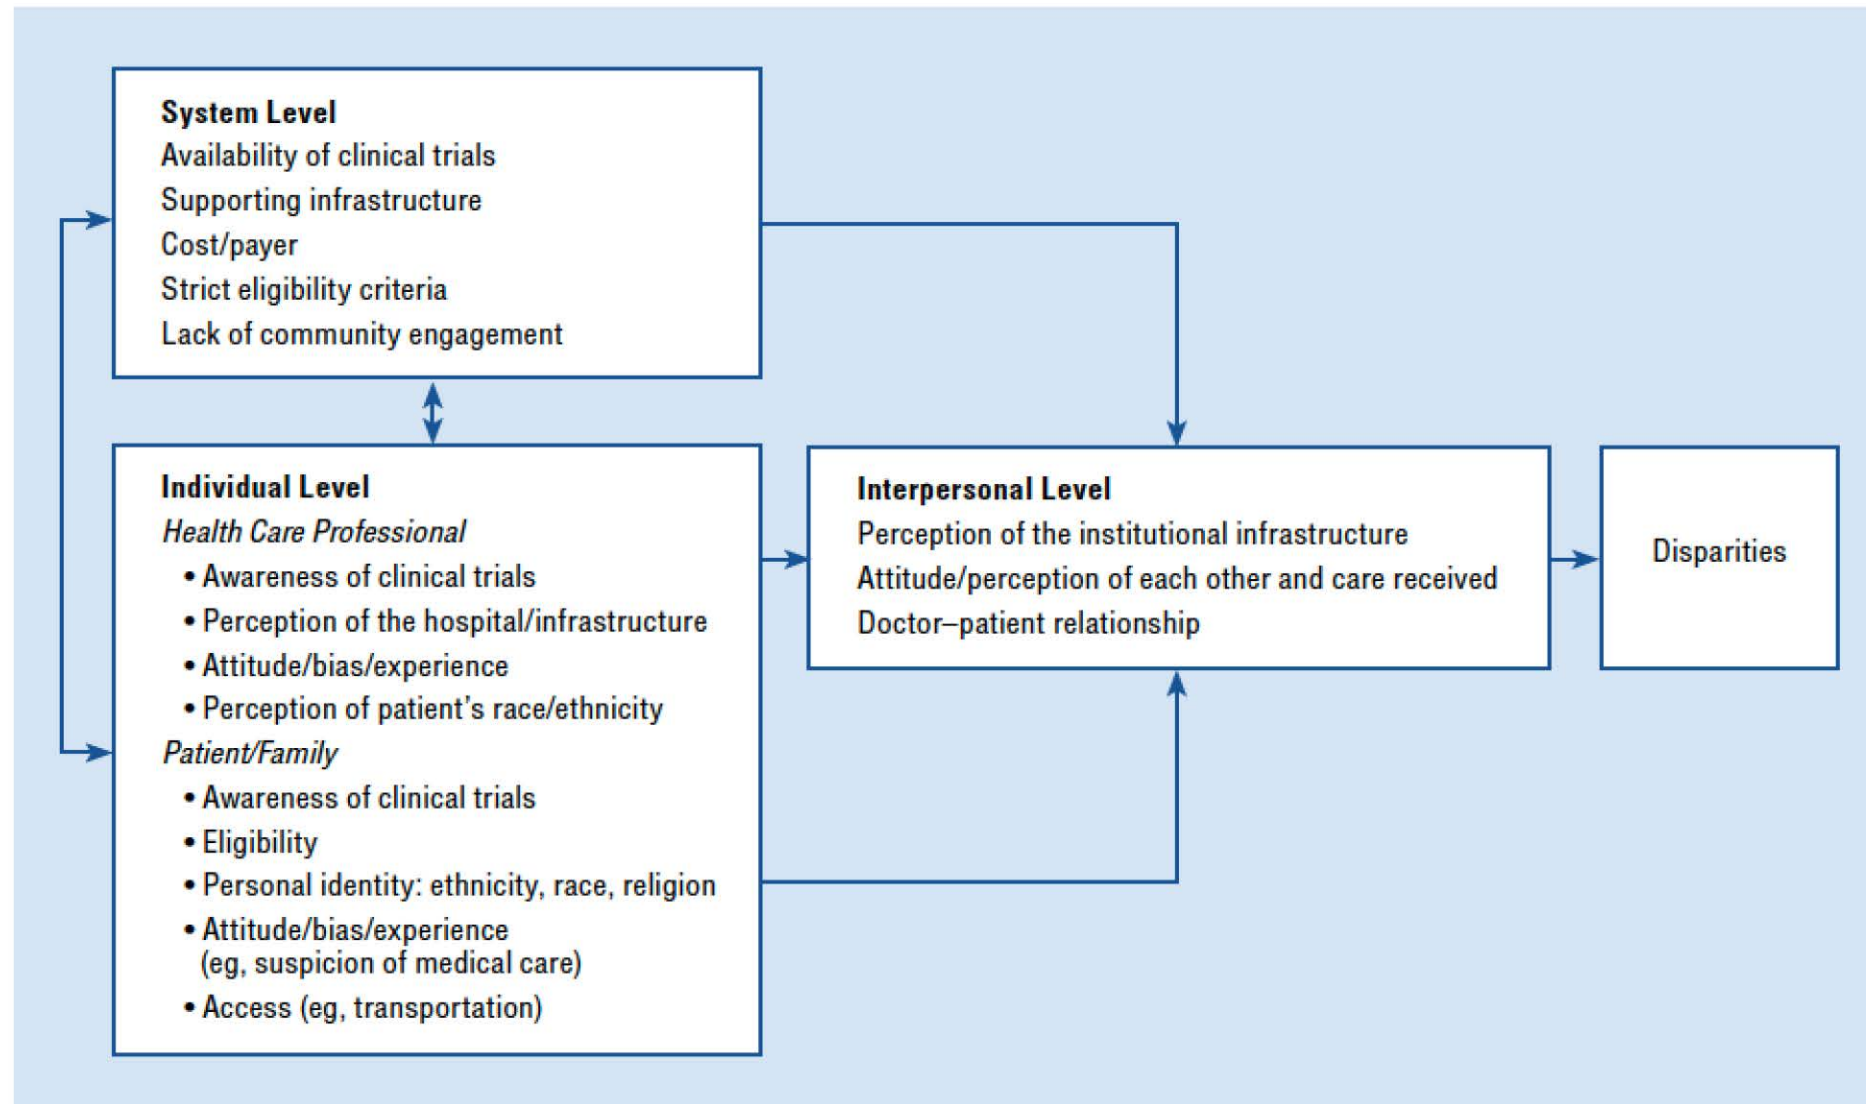 System Level
Availability of clinical trials
Supporting infrastructure
Cost/payer
Strict eligibility criteria
Lack of community engagement
Individual Level
Health Care Professional
• Awareness of clinical trials
• Perception of the hospital/infrastructure
• Attitude/bias/experience
• Perception of patient's race/ethnicity
Patient/Family
• Awareness of clinical trials
• Eligibility
• Personal identity: ethnicity, race, religion
• Attitude/bias/experience
(eg, suspicion of medical care)
• Access (eg, transportation)
Interpersonal Level
Perception of the institutional infrastructure
Attitude/perception of each other and care received
Doctor–patient relationship
Disparities